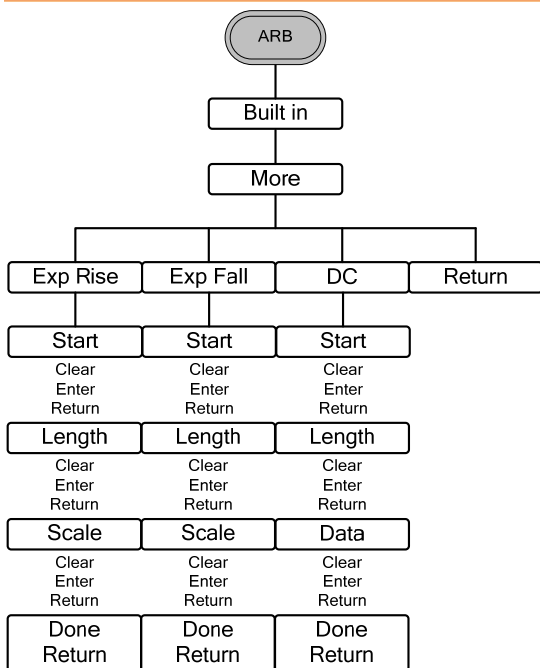 ARB
Built in
More
Exp Rise Exp Fall DC Return
Start Start Start
Clear Clear Clear
Enter Enter Enter
Return Return Return
Length Length Length
Clear Clear Clear
Enter Enter Enter
Return Return Return
Scale Scale Data
Clear Clear Clear
Enter Enter Enter
Return Return Return
Done Done Done
Return Return Return